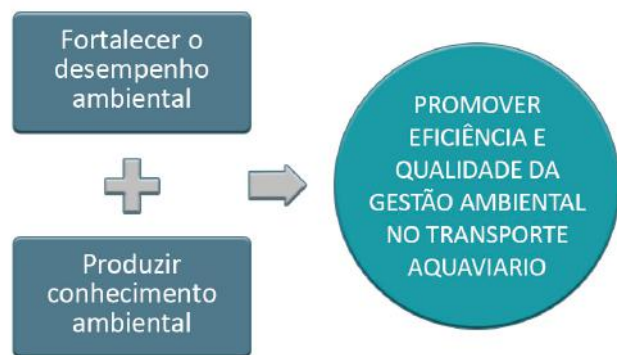 Fortalecer o
desempenho
ambiental
Produzir
conhecimento
ambiental
PROMOVER
EFICIÊNCIA E
QUALIDADE DA
GESTÃO AMBIENTAL
NO TRANSPORTE
AQUAVIARIO